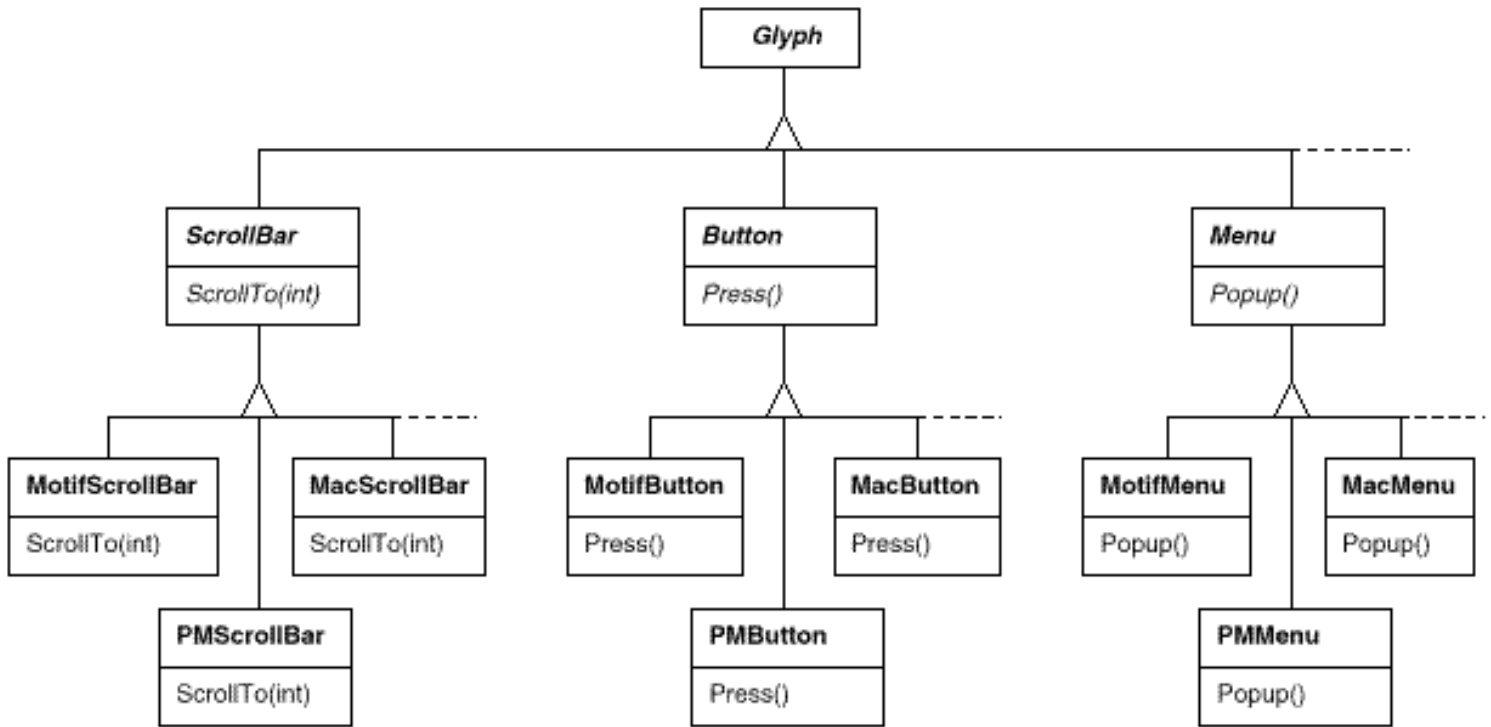 Glyph
ScrollBar
ScrollTo(int)
Button
Press()
Menu
Popup()
MotifScrollBar
ScrollTo(int)
MacScrollBar
ScrollTo(int)
PMScrollBar
ScrollTo(int)
MotifButton
Press()
MacButton
Press()
PMButton
Press()
MotifMenu
Popup()
MacMenu
Popup()
PMMenu
Popup()